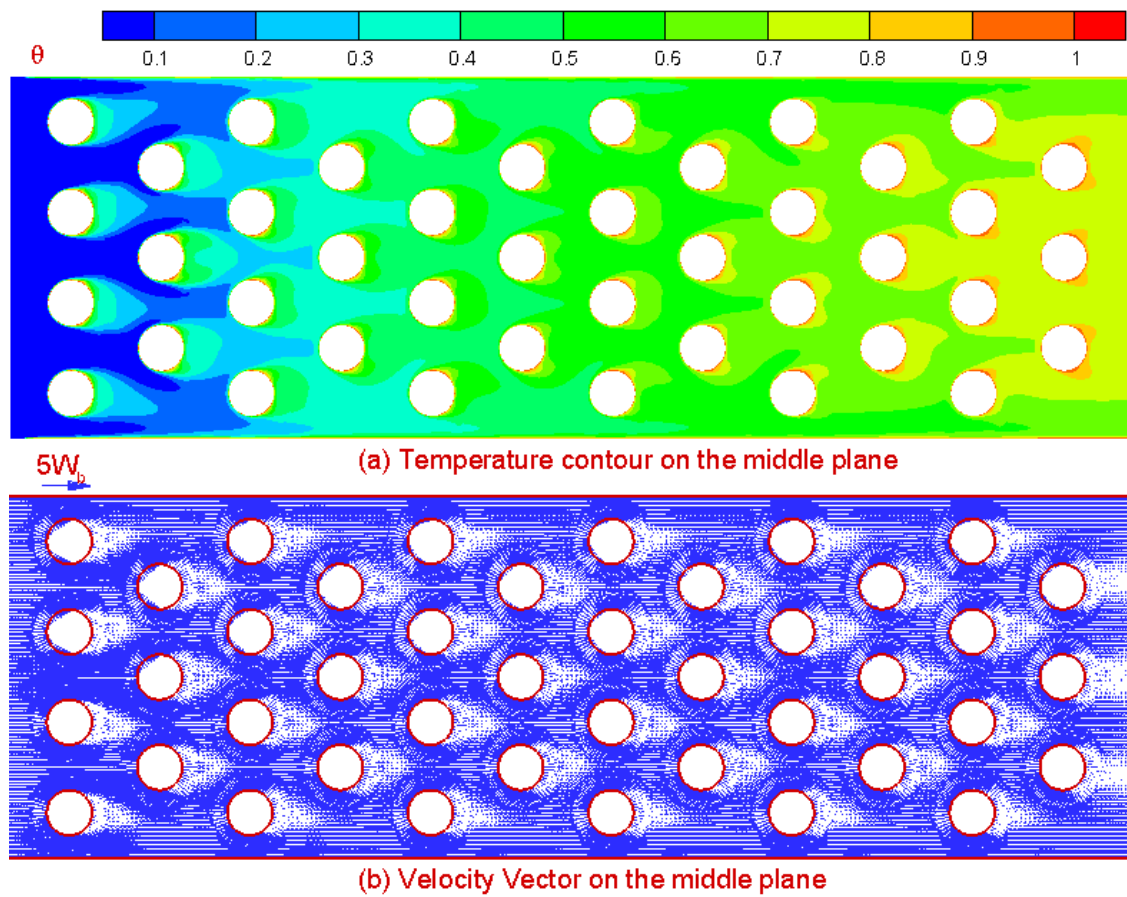 θ 0.1 0.2 0.3 0.4 0.5 0.6 0.7 0.8 0.9 1
(a) Temperature contour on the middle plane
5W_b
(b) Velocity Vector on the middle plane